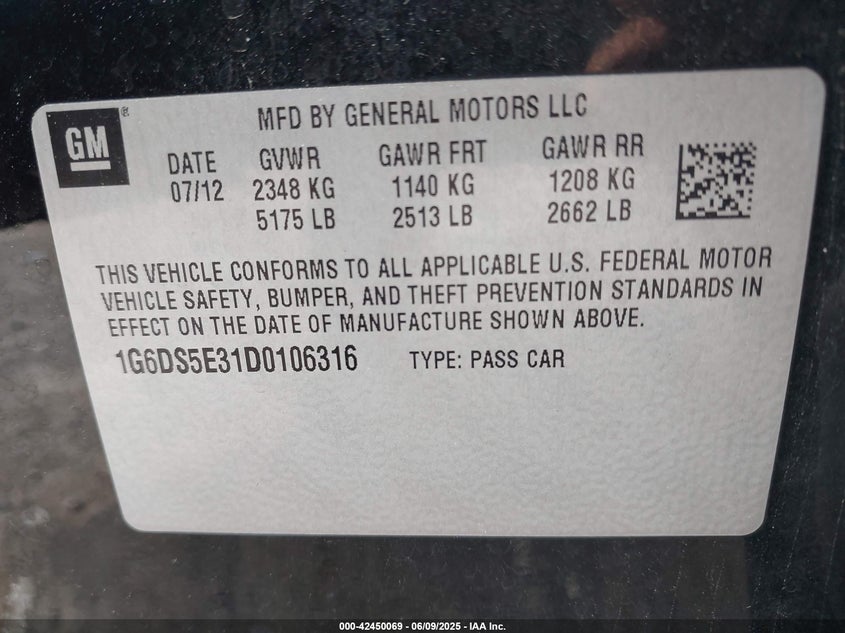 GM ®
MFD BY GENERAL MOTORS LLC
DATE GVWR GAWR FRT GAWR RR
07/12 2348 KG 1140 KG 1208 KG
5175 LB 2513 LB 2662 LB
THIS VEHICLE CONFORMS TO ALL APPLICABLE U.S. FEDERAL MOTOR
VEHICLE SAFETY, BUMPER, AND THEFT PREVENTION STANDARDS IN
EFFECT ON THE DATE OF MANUFACTURE SHOWN ABOVE.
1G6DS5E31D0106316 TYPE: PASS CAR
000-42450069 - 06/09/2025 - IAA Inc.